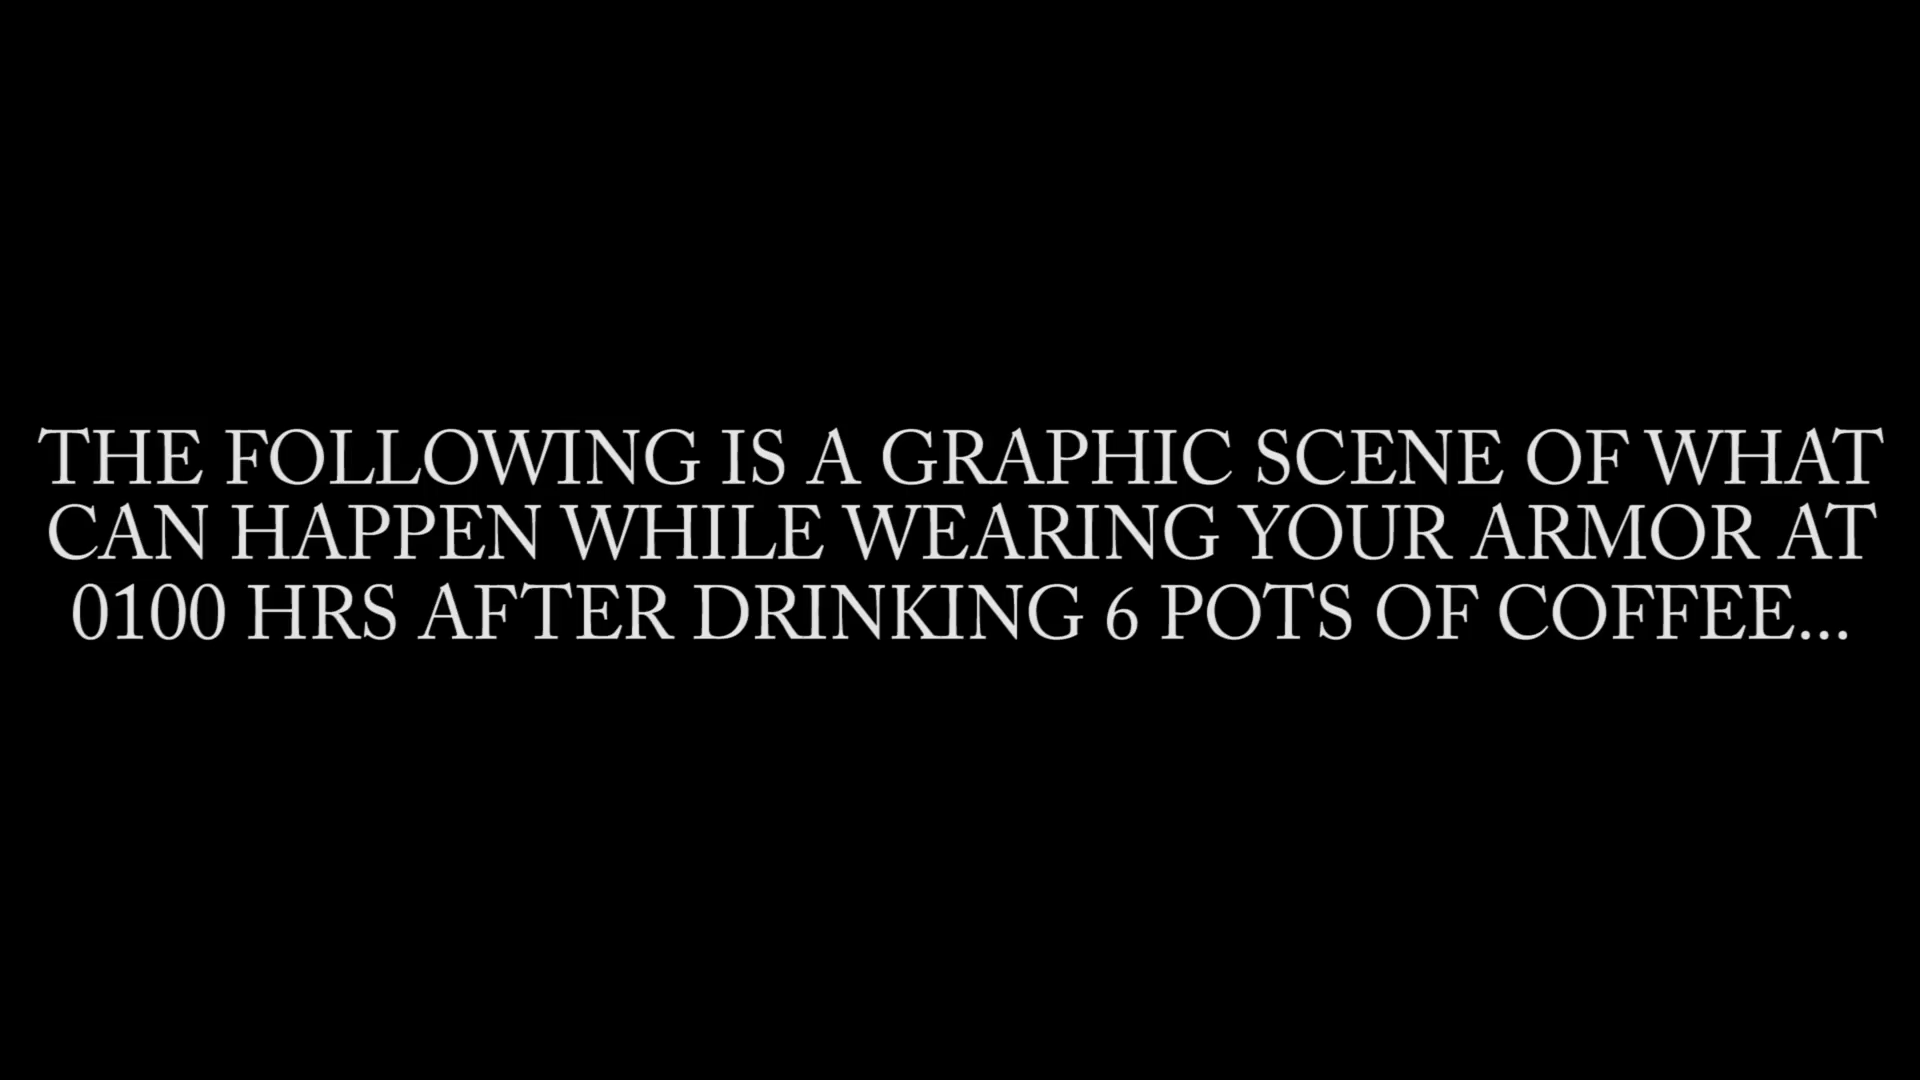 THE FOLLOWING IS A GRAPHIC SCENE OF WHAT
CAN HAPPEN WHILE WEARING YOUR ARMOR AT
0100 HRS AFTER DRINKING 6 POTS OF COFFEE...